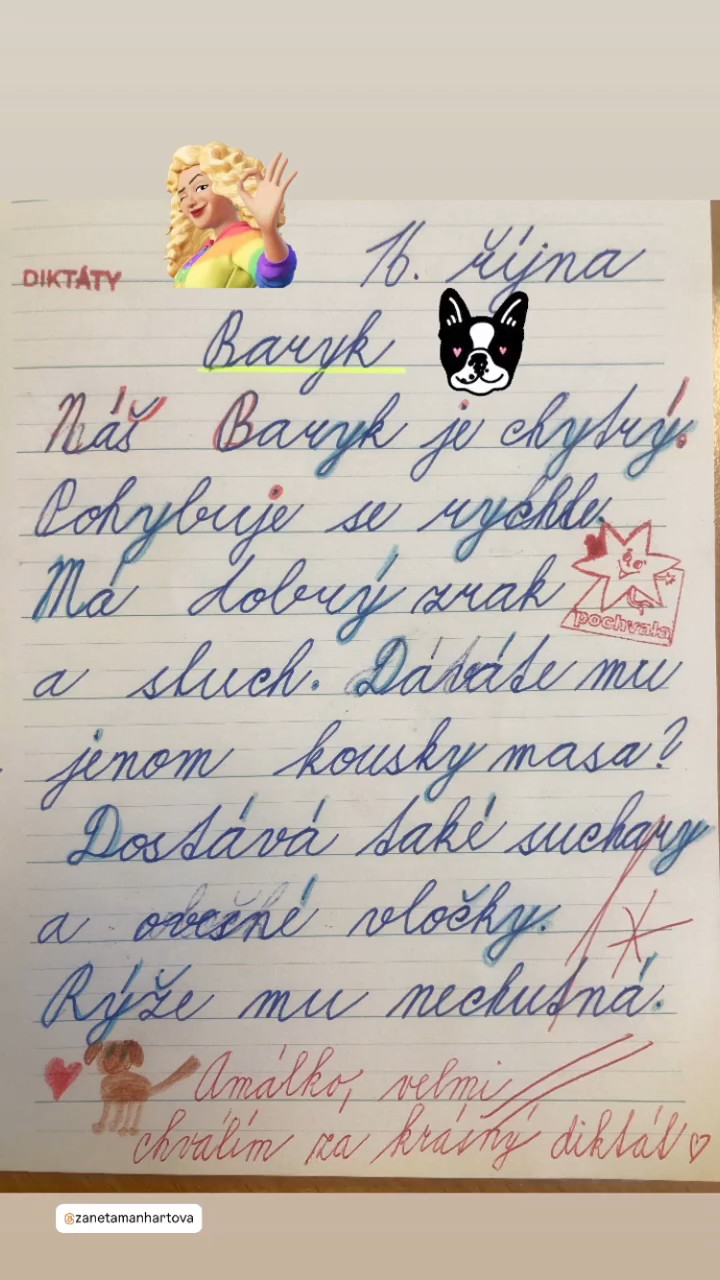 DIKTÁTY
16. října
Baryk
Náš Baryk je chytrý.
Pohybuje se rychle.
Má dobrý zrak
pochvala
a sluch. Dáváte mu
jenom kousky masa?
Dostává také suchary
a ovesné vločky.
Rýže mu nechutná.
Amálko, velmi
chválím za krásný diktát
@zanetamanhartova